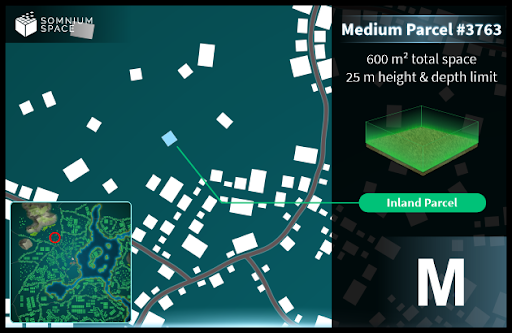 SOMNIUM
SPACE
Medium Parcel #3763
600 m² total space
25 m height & depth limit
Inland Parcel
M